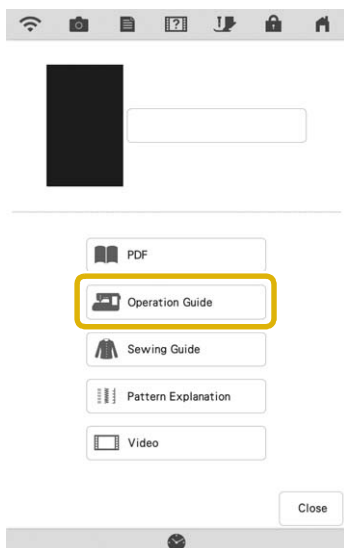 PDF
Operation Guide
Sewing Guide
Pattern Explanation
Video
Close